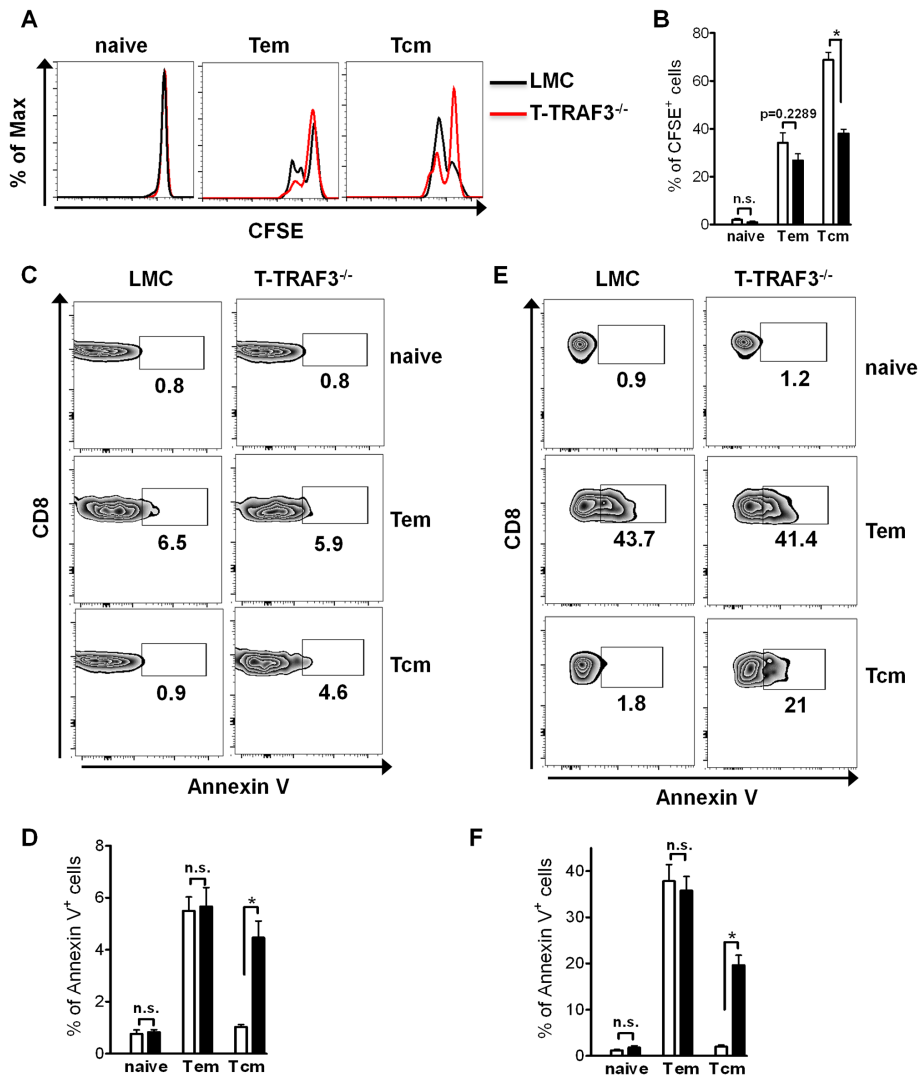 A
naive
Tem
Tcm
LMC
T-TRAF3-/-
% of Max
CFSE
B
% of CFSE+ cells
80
60
40
20
0
n.s.
p=0.2289
*
naive
Tem
Tcm
C
LMC
T-TRAF3-/-
0.8
0.8
naive
6.5
5.9
Tem
0.9
4.6
Tcm
CD8
Annexin V
E
LMC
T-TRAF3-/-
0.9
1.2
naive
43.7
41.4
Tem
1.8
21
Tcm
CD8
Annexin V
D
% of Annexin V+ cells
8
6
4
2
0
n.s.
n.s.
*
naive
Tem
Tcm
F
% of Annexin V+ cells
40
30
20
10
0
n.s.
n.s.
*
naive
Tem
Tcm